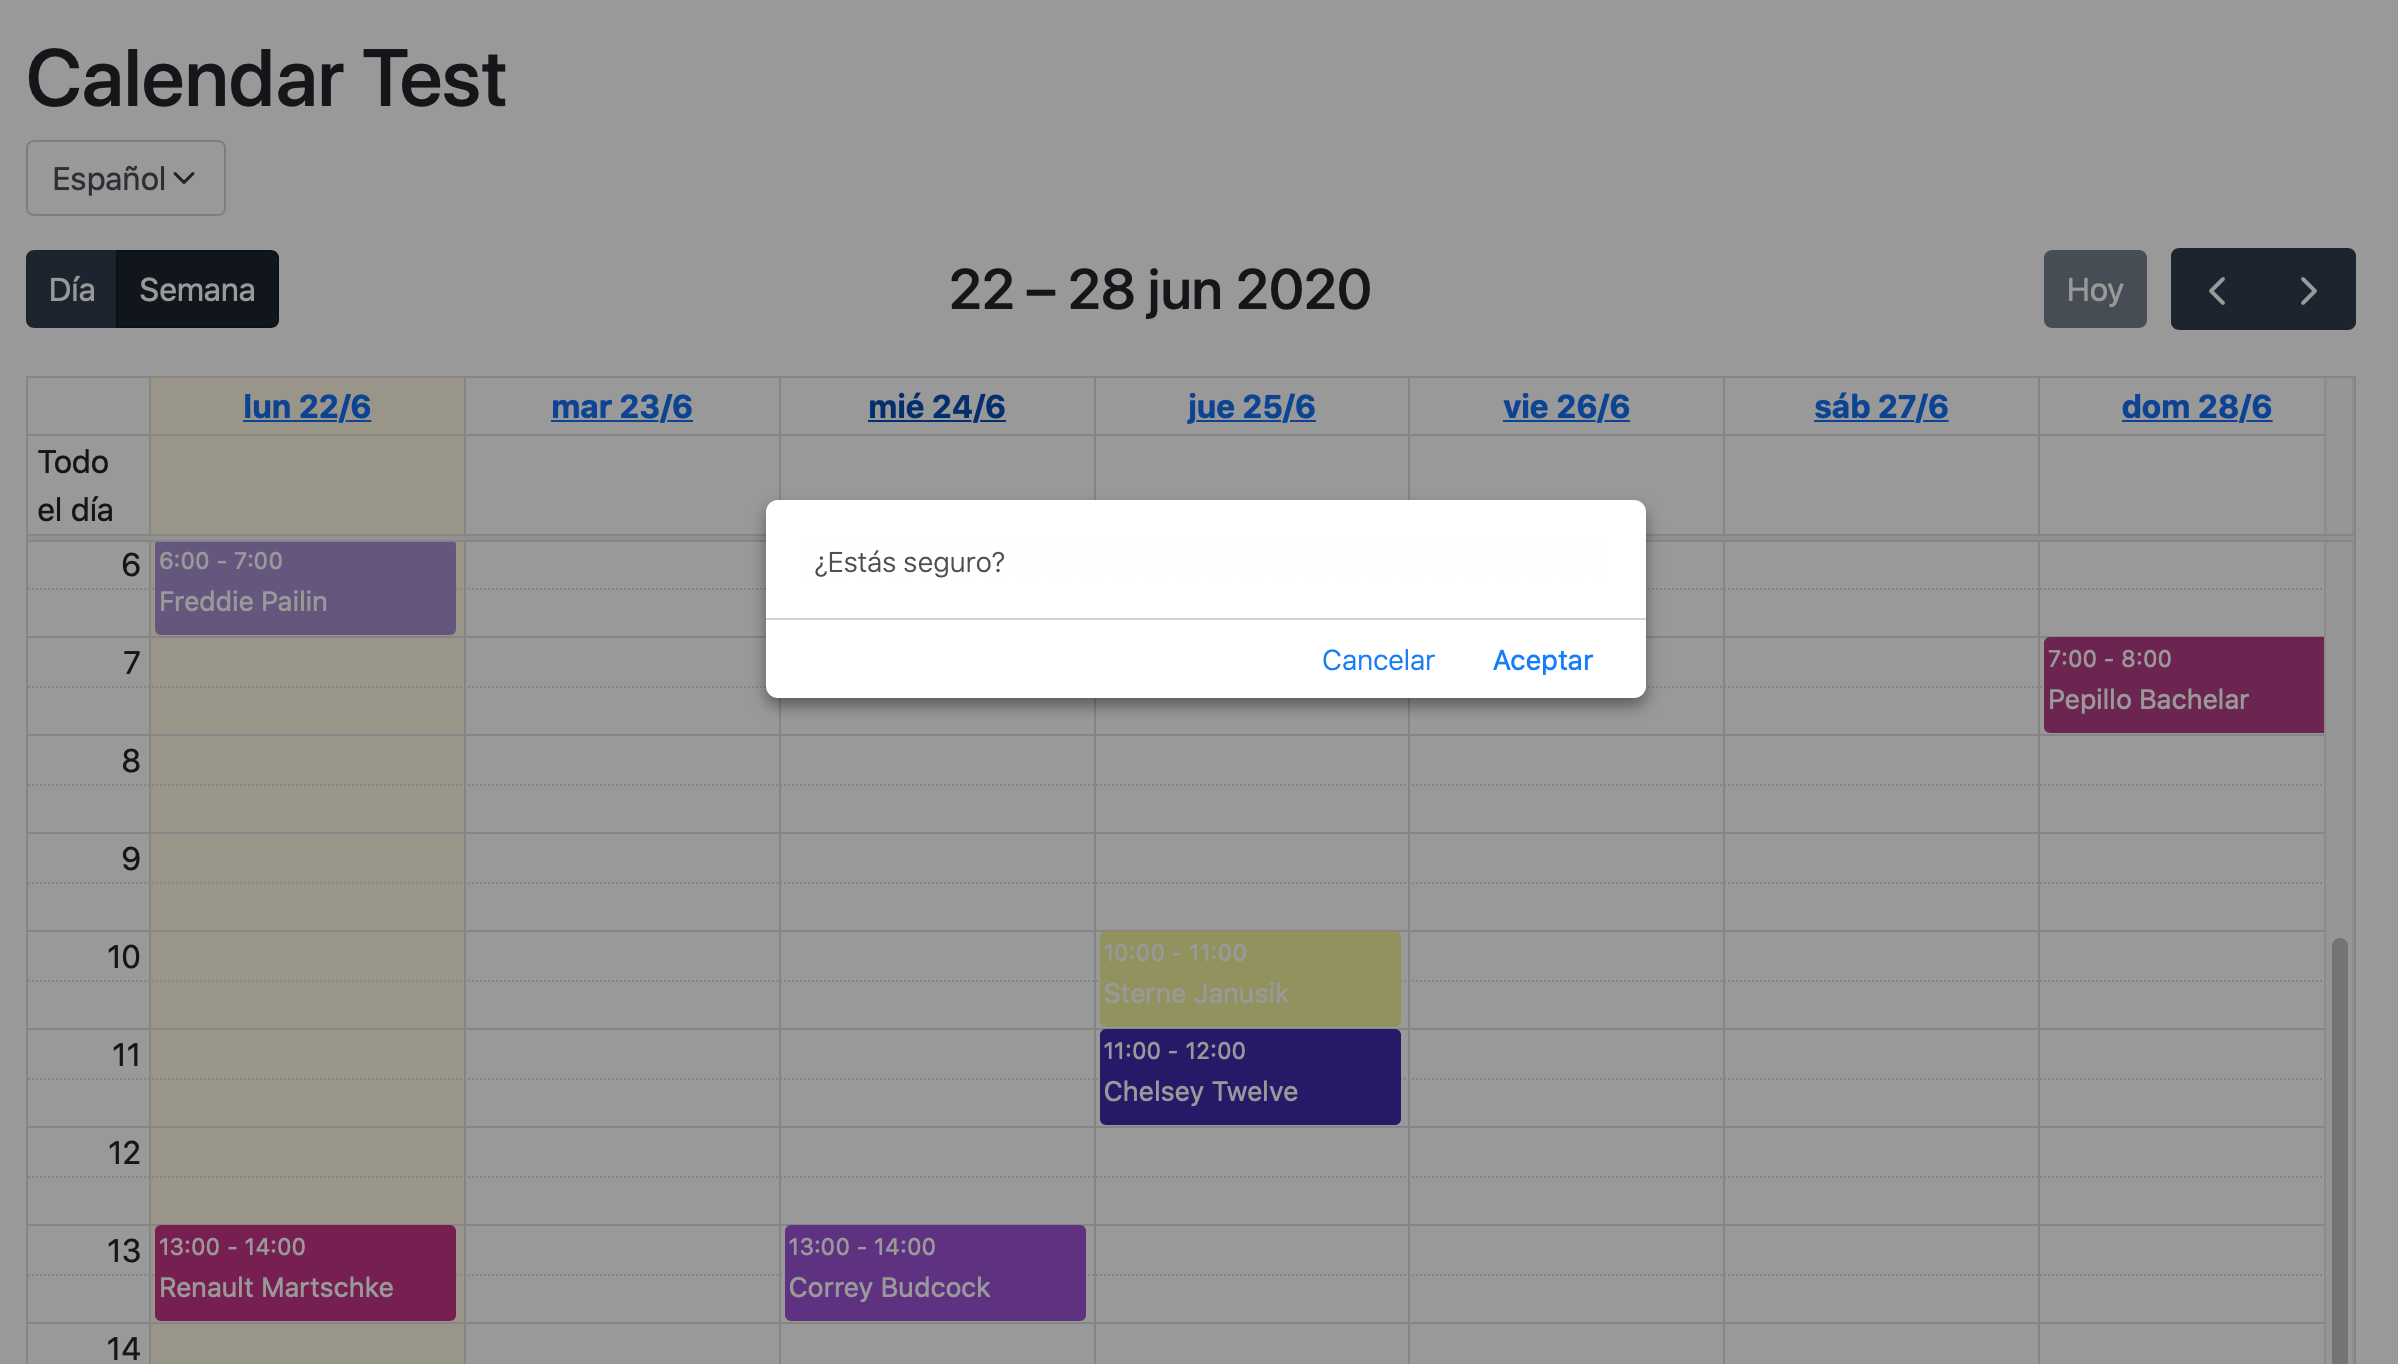 Calendar Test
Español
Día Semana
22 – 28 jun 2020
Hoy
lun 22/6 mar 23/6 mié 24/6 jue 25/6 vie 26/6 sáb 27/6 dom 28/6
Todo
el día
¿Estás seguro?
Cancelar Aceptar
6
6:00 - 7:00
Freddie Pailin
7
7:00 - 8:00
Pepillo Bachelar
8
9
10
10:00 - 11:00
Sterne Janusik
11
11:00 - 12:00
Chelsey Twelve
12
13
13:00 - 14:00
Renault Martschke
13:00 - 14:00
Correy Budcock
14